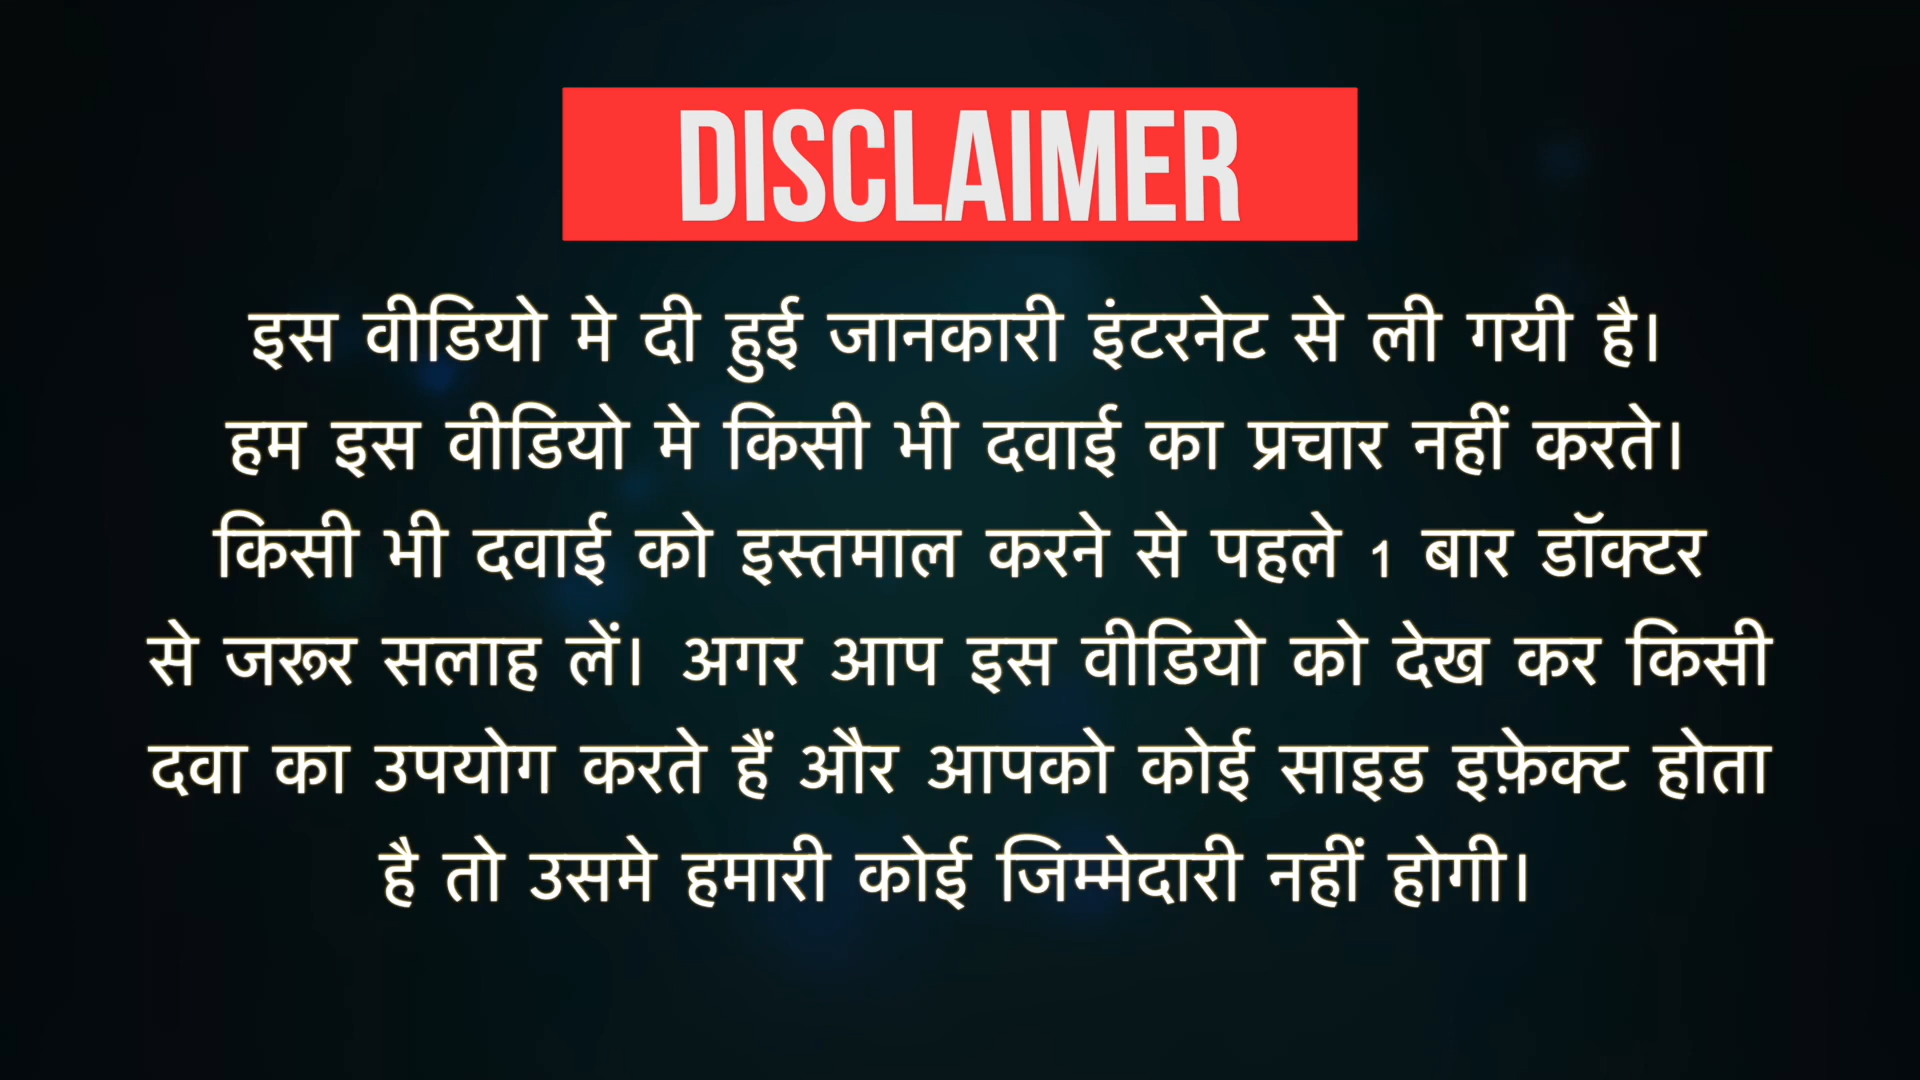 DISCLAIMER
इस वीडियो मे दी हुई जानकारी इंटरनेट से ली गयी है।
हम इस वीडियो मे किसी भी दवाई का प्रचार नहीं करते।
किसी भी दवाई को इस्तमाल करने से पहले 1 बार डॉक्टर
से जरूर सलाह लें। अगर आप इस वीडियो को देख कर किसी
दवा का उपयोग करते हैं और आपको कोई साइड इफ़ेक्ट होता
है तो उसमे हमारी कोई जिम्मेदारी नहीं होगी।